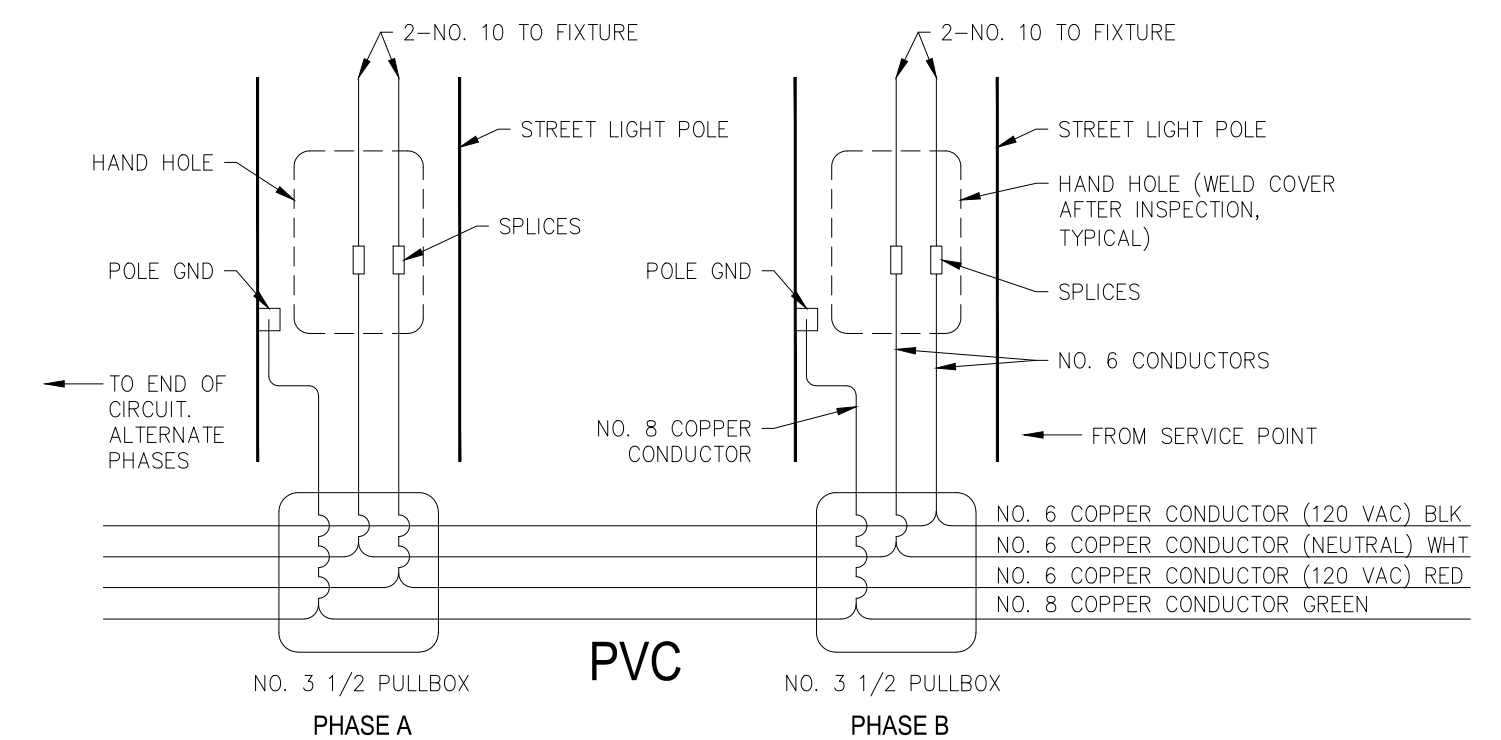 2-NO. 10 TO FIXTURE
STREET LIGHT POLE
HAND HOLE
SPLICES
POLE GND
TO END OF
CIRCUIT.
ALTERNATE
PHASES
2-NO. 10 TO FIXTURE
STREET LIGHT POLE
HAND HOLE (WELD COVER
AFTER INSPECTION,
TYPICAL)
POLE GND
SPLICES
NO. 6 CONDUCTORS
NO. 8 COPPER
CONDUCTOR
FROM SERVICE POINT
NO. 6 COPPER CONDUCTOR (120 VAC) BLK
NO. 6 COPPER CONDUCTOR (NEUTRAL) WHT
NO. 6 COPPER CONDUCTOR (120 VAC) RED
NO. 8 COPPER CONDUCTOR GREEN
PVC
NO. 3 1/2 PULLBOX
PHASE A
NO. 3 1/2 PULLBOX
PHASE B